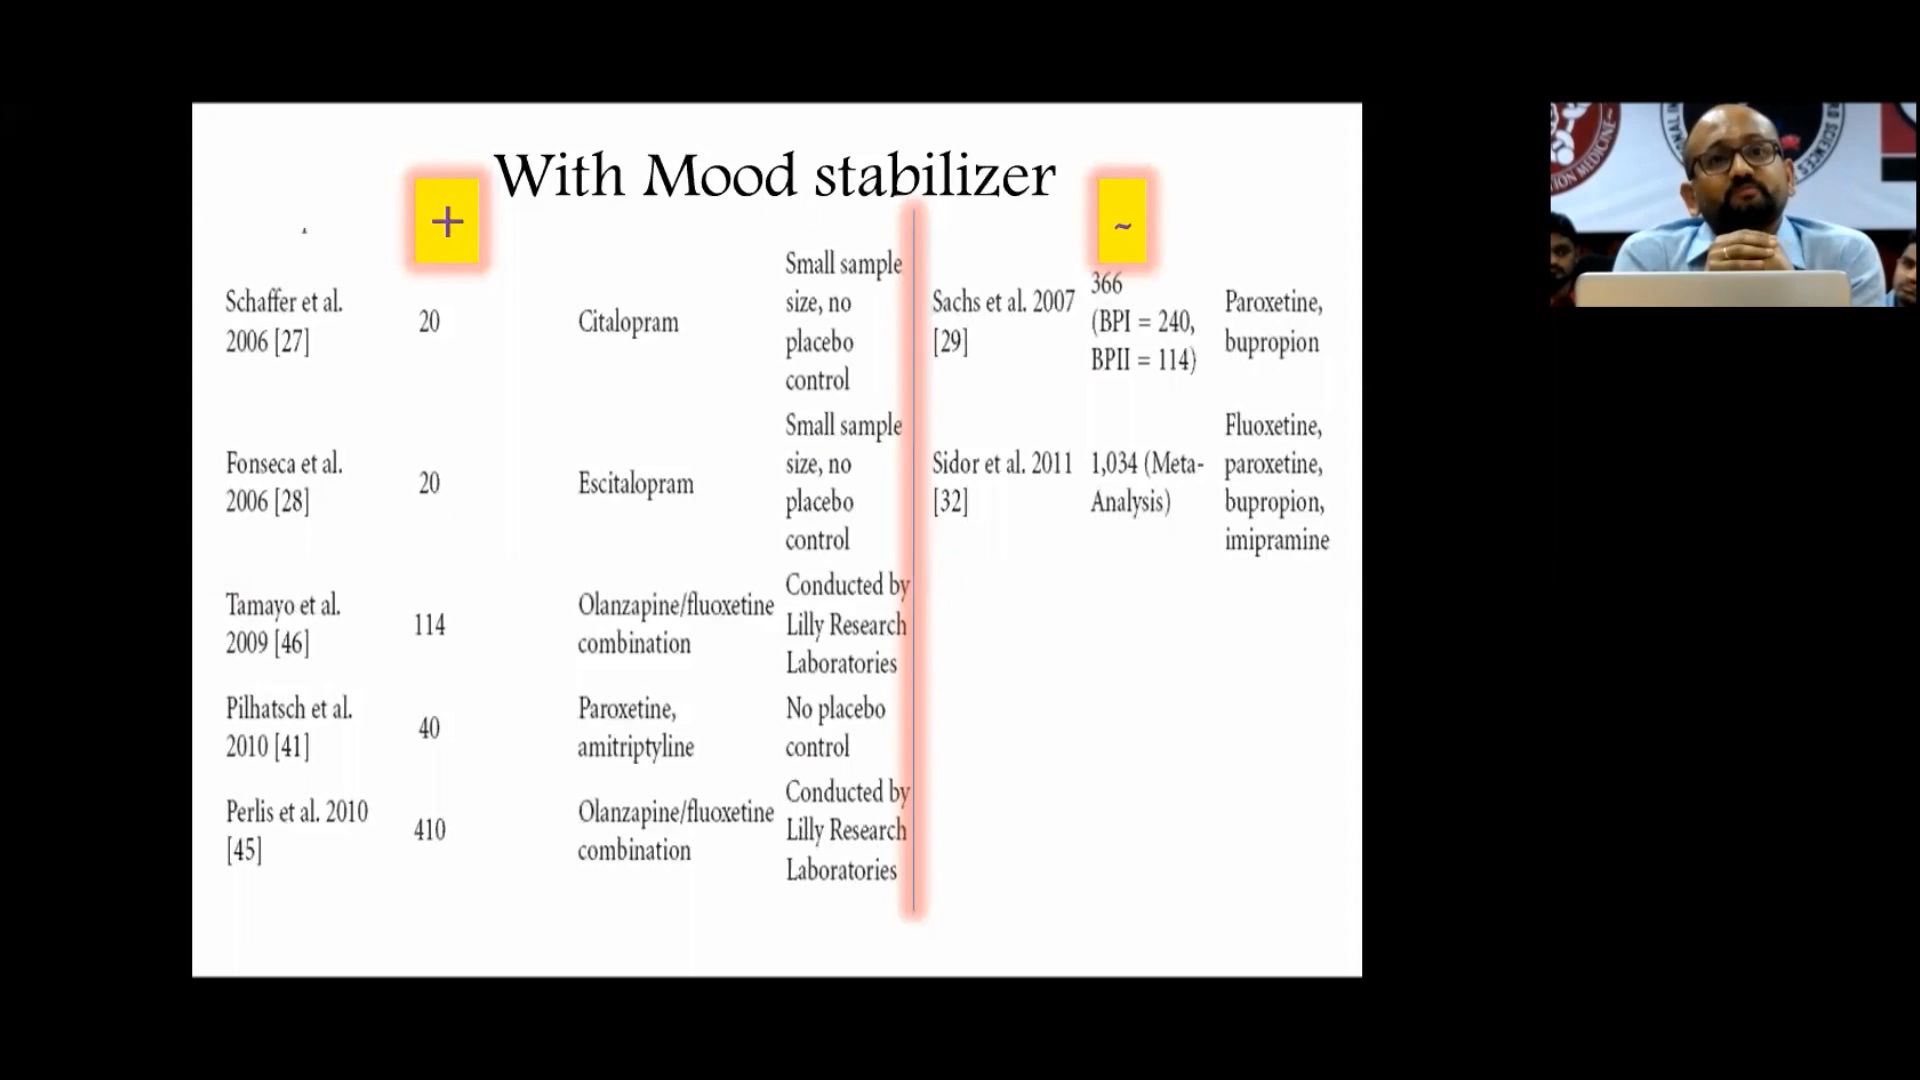 With Mood stabilizer
+
~
Schaffer et al.
2006 [27]
20
Citalopram
Small sample
size, no
placebo
control
Sachs et al. 2007
[29]
366
(BPI = 240,
BPII = 114)
Paroxetine,
bupropion
Fonseca et al.
2006 [28]
20
Escitalopram
Small sample
size, no
placebo
control
Sidor et al. 2011
[32]
1,034 (Meta-
Analysis)
Fluoxetine,
paroxetine,
bupropion,
imipramine
Tamayo et al.
2009 [46]
114
Olanzapine/fluoxetine
combination
Conducted by
Lilly Research
Laboratories
Pilhatsch et al.
2010 [41]
40
Paroxetine,
amitriptyline
No placebo
control
Perlis et al. 2010
[45]
410
Olanzapine/fluoxetine
combination
Conducted by
Lilly Research
Laboratories
MEDICINE